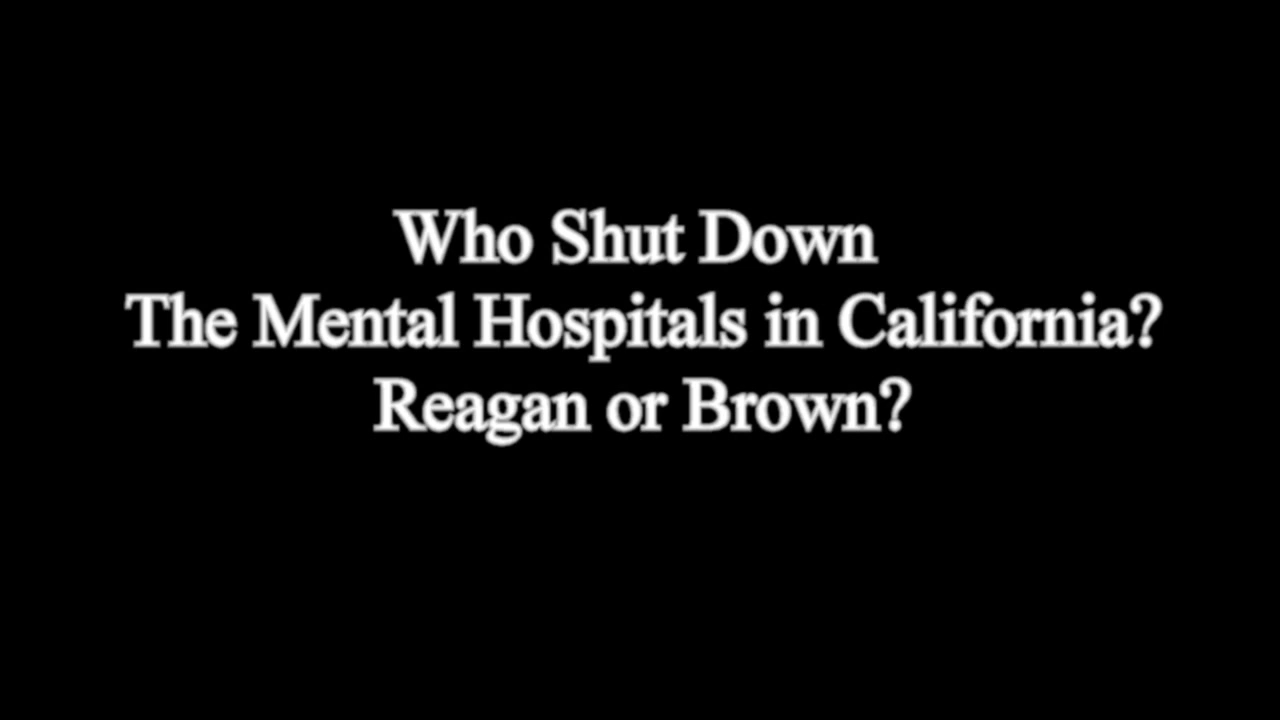 Who Shut Down
The Mental Hospitals in California?
Reagan or Brown?